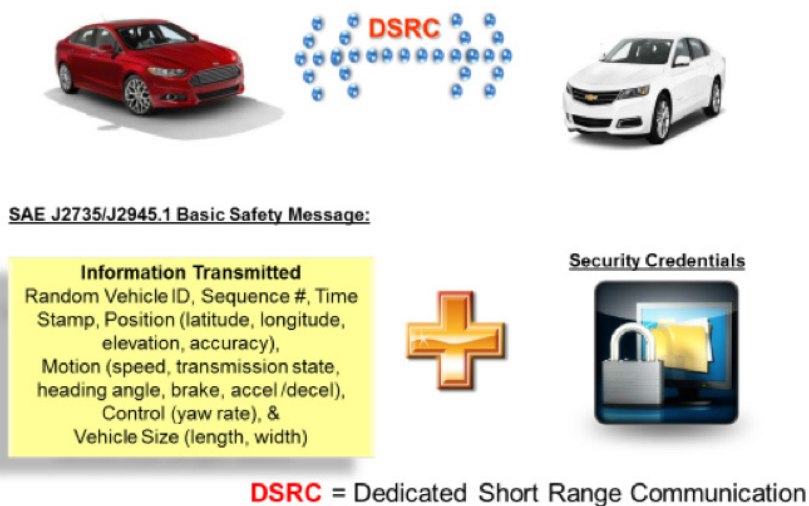 DSRC
SAE J2735/J2945.1 Basic Safety Message:
Information Transmitted
Random Vehicle ID, Sequence #, Time
Stamp, Position (latitude, longitude,
elevation, accuracy),
Motion (speed, transmission state,
heading angle, brake, accel/decel),
Control (yaw rate), &
Vehicle Size (length, width)
Security Credentials
DSRC = Dedicated Short Range Communication